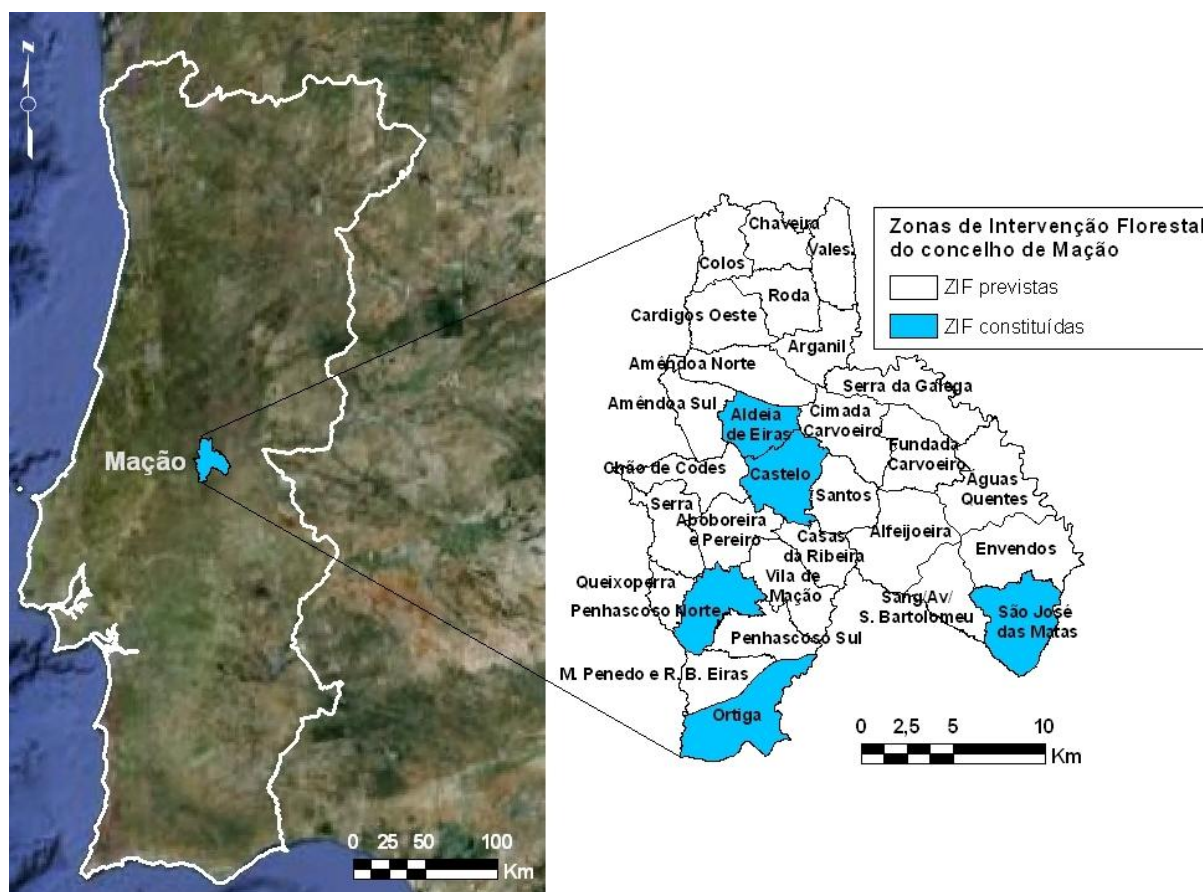 N
Mação
0 25 50 100
Km
Zonas de Intervenção Florestal
do concelho de Mação
ZIF previstas
ZIF constituídas
Chaveira
Vales
Colos
Roda
Cardigos Oeste
Arganil
Amêndoa Norte
Serra da Galega
Amêndoa Sul
Aldeia
de Eiras
Cimada
Carvoeiro
Fundada
Carvoeiro
Chão de Codes
Castelo
Santos
Aguas
Quentes
Serra
Aboboreira
e Pereiro
Casas
da Ribeira
Alfeijoeira
Envendos
Queixoperra
Vila de
Mação
Penhascoso Norte
Sang/Av/
S. Bartolomeu
São José
das Matas
Penhascoso Sul
M. Penedo e R. B. Eiras
Ortiga
0 2,5 5 10
Km